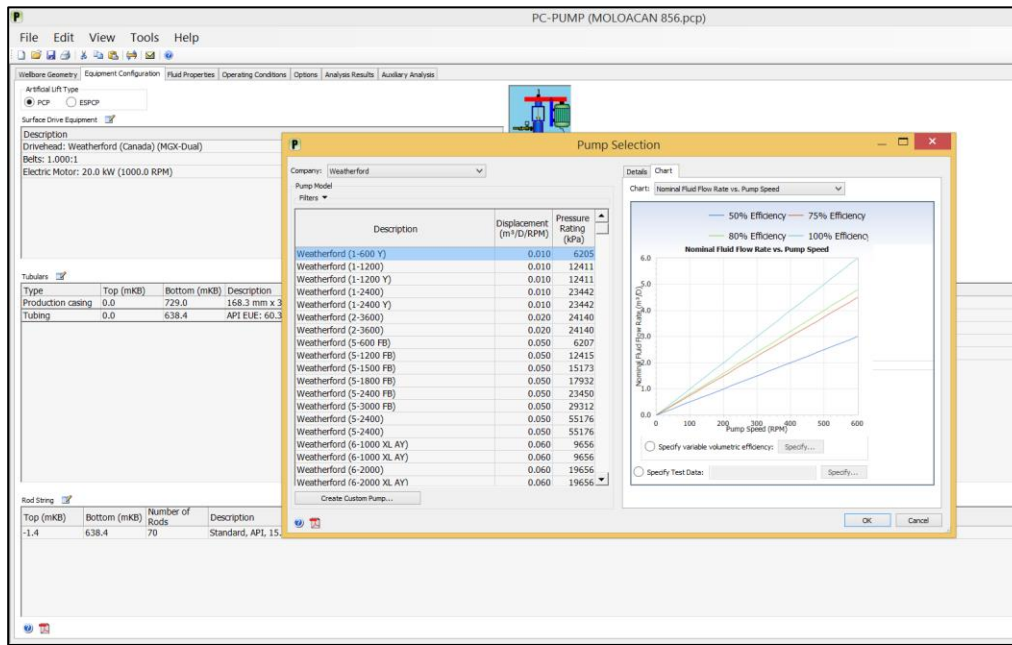 PC-PUMP (MOLOACAN 856.pcp)
File Edit View Tools Help
Wellbore Geometry Equipment Configuration Fluid Properties Operating Conditions Options Analysis Results Auxiliary Analysis
Artificial Lift Type
PCP ESPCP
Surface Drive Equipment
Description
Drivehead: Weatherford (Canada) (MGX-Dual)
Belts: 1.000:1
Electric Motor: 20.0 kW (1000.0 RPM)
Tubulars
Type Top (mKB) Bottom (mKB) Description
Production casing 0.0 729.0 168.3 mm x 3
Tubing 0.0 638.4 API EUE: 60.3
Rod String
Top (mKB) Bottom (mKB) Number of Rods Description
-1.4 638.4 70 Standard, API, 15.
Pump Selection
Company: Weatherford
Pump Model
Filters
Description Displacement (m³/D/RPM) Pressure Rating (kPa)
Weatherford (1-600 Y) 0.010 6205
Weatherford (1-1200) 0.010 12411
Weatherford (1-1200 Y) 0.010 12411
Weatherford (1-2400) 0.010 23442
Weatherford (1-2400 Y) 0.010 23442
Weatherford (2-3600) 0.020 24140
Weatherford (2-3600) 0.020 24140
Weatherford (5-600 FB) 0.050 6207
Weatherford (5-1200 FB) 0.050 12415
Weatherford (5-1500 FB) 0.050 15173
Weatherford (5-1800 FB) 0.050 17932
Weatherford (5-2400 FB) 0.050 23450
Weatherford (5-3000 FB) 0.050 29312
Weatherford (5-2400) 0.050 55176
Weatherford (5-2400) 0.050 55176
Weatherford (6-1000 XL AY) 0.060 9656
Weatherford (6-1000 XL AY) 0.060 9656
Weatherford (6-2000) 0.060 19656
Weatherford (6-2000 XL AY) 0.060 19656
Create Custom Pump...
Details Chart
Chart: Nominal Fluid Flow Rate vs. Pump Speed
50% Efficiency 75% Efficiency
80% Efficiency 100% Efficienc
Nominal Fluid Flow Rate vs. Pump Speed
Nominal Fluid Flow Rate (m³/D)
6.0
5.0
4.0
3.0
2.0
1.0
0.0
0 100 200 300 400 500 600
Pump Speed (RPM)
Specify variable volumetric efficiency: Specify...
Specify Test Data: Specify...
OK Cancel